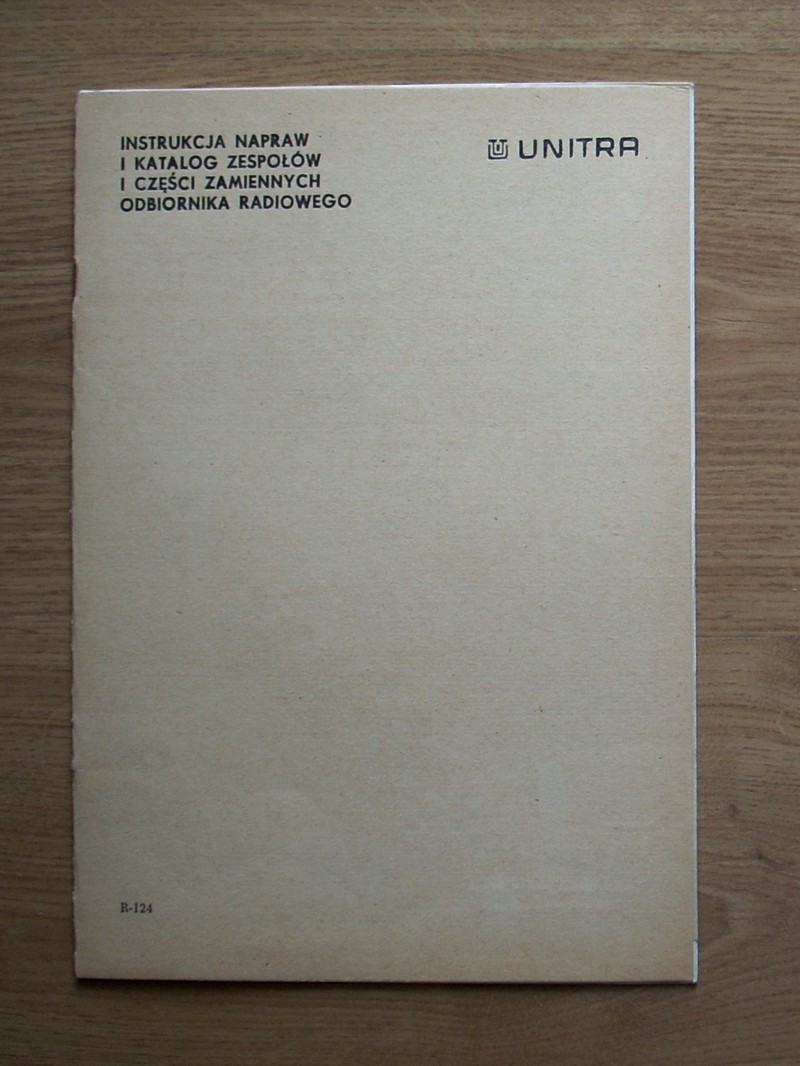 INSTRUKCJA NAPRAW
I KATALOG ZESPOŁÓW
I CZĘŚCI ZAMIENNYCH
ODBIORNIKA RADIOWEGO
UNITRA
R-124